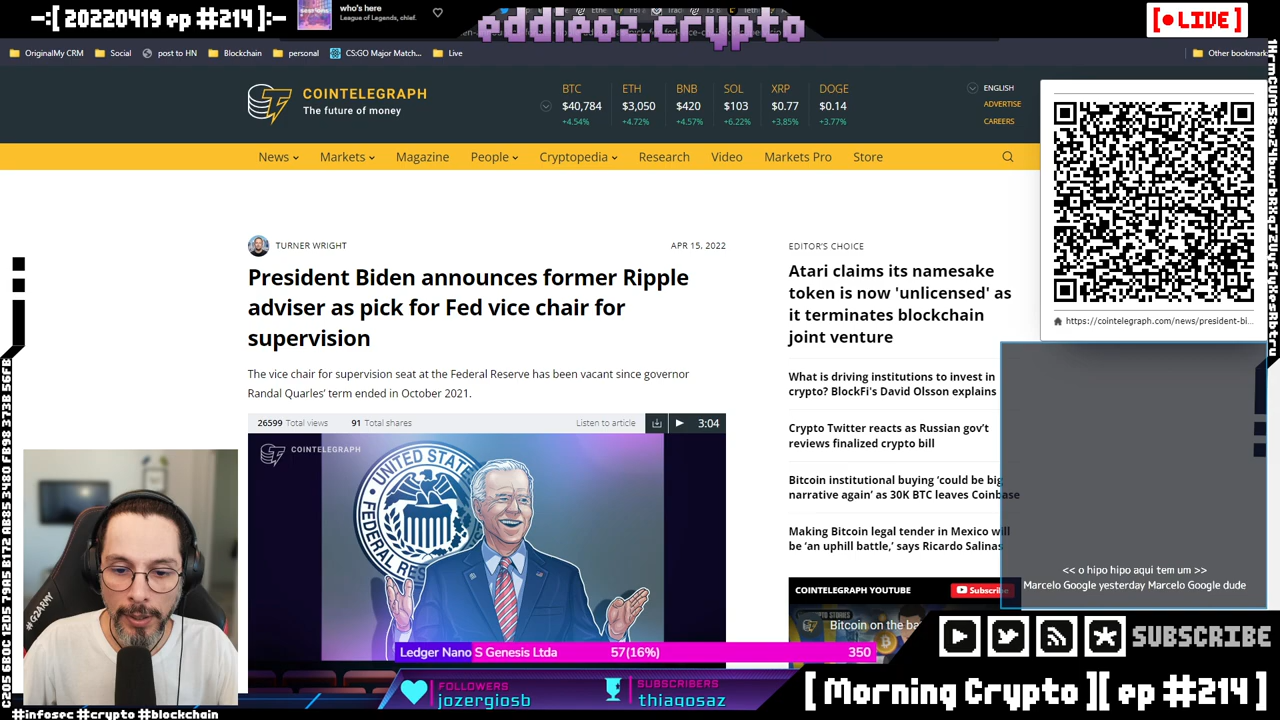 -:[ 20220419 ep #214 ]:-
who's here
League of Legends, chief.
eddieoz.crypto
[ LIVE ]
OriginalMy CRM
Social
post to HN
Blockchain
personal
CS:GO Major Match...
Live
Other bookmark
COINTELEGRAPH
The future of money
BTC ETH BNB SOL XRP DOGE
$40,784 $3,050 $420 $103 $0.77 $0.14
+4.54% +4.72% +4.57% +6.22% +3.85% +3.77%
ENGLISH
ADVERTISE
CAREERS
News Markets Magazine People Cryptopedia Research Video Markets Pro Store
TURNER WRIGHT
APR 15, 2022
President Biden announces former Ripple
adviser as pick for Fed vice chair for
supervision
The vice chair for supervision seat at the Federal Reserve has been vacant since governor
Randal Quarles' term ended in October 2021.
26599 Total views
91 Total shares
Listen to article
3:04
COINTELEGRAPH
UNITED STATE
FEDERAL RE
EDITOR'S CHOICE
Atari claims its namesake
token is now 'unlicensed' as
it terminates blockchain
joint venture
What is driving institutions to invest in
crypto? BlockFi's David Olsson explains
Crypto Twitter reacts as Russian gov't
reviews finalized crypto bill
Bitcoin institutional buying 'could be big
narrative again' as 30K BTC leaves Coinbase
Making Bitcoin legal tender in Mexico will
be 'an uphill battle,' says Ricardo Salinas
COINTELEGRAPH YOUTUBE
Subscribe
Bitcoin on the ba
https://cointelegraph.com/news/president-bi...
<< o hipo hipo aqui tem um >>
Marcelo Google yesterday Marcelo Google dude
#G2ARMY
Ledger Nano S Genesis Ltda
57(16%)
350
FOLLOWERS
jozergiosb
SUBSCRIBERS
thiagosaz
SUBSCRIBE
[ Morning Crypto ][ ep #214 ]
#infosec #crypto #blockchain